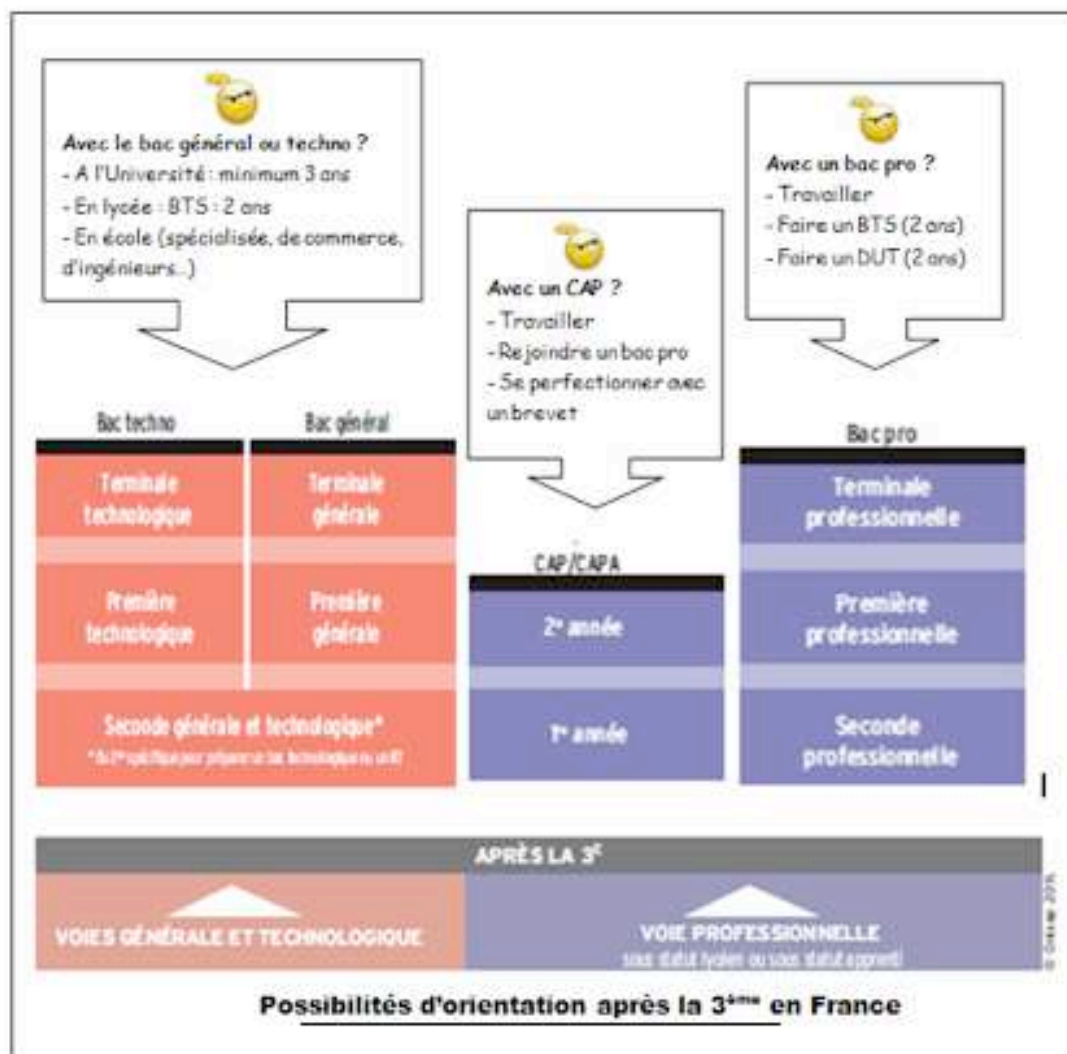 Avec le bac général ou techno ?
- A l'Université: minimum 3 ans
- En lycée : BTS : 2 ans
- En école (spécialisée, de commerce,
d'ingénieurs...)
Avec un CAP ?
- Travailler
- Rejoindre un bac pro
- Se perfectionner avec
un brevet
Avec un bac pro ?
- Travailler
- Faire un BTS (2 ans)
- Faire un DUT (2 ans)
Bac techno
Bac général
Terminale
technologique
Terminale
générale
Première
technologique
Première
générale
Seconde générale et technologique*
CAP/CAPA
2e année
1re année
Bac pro
Terminale
professionnelle
Première
professionnelle
Seconde
professionnelle
APRÈS LA 3E
VOIES GÉNÉRALE ET TECHNOLOGIQUE
VOIE PROFESSIONNELLE
sous statut lycéen ou sous statut apprenti
Possibilités d'orientation après la 3ème en France